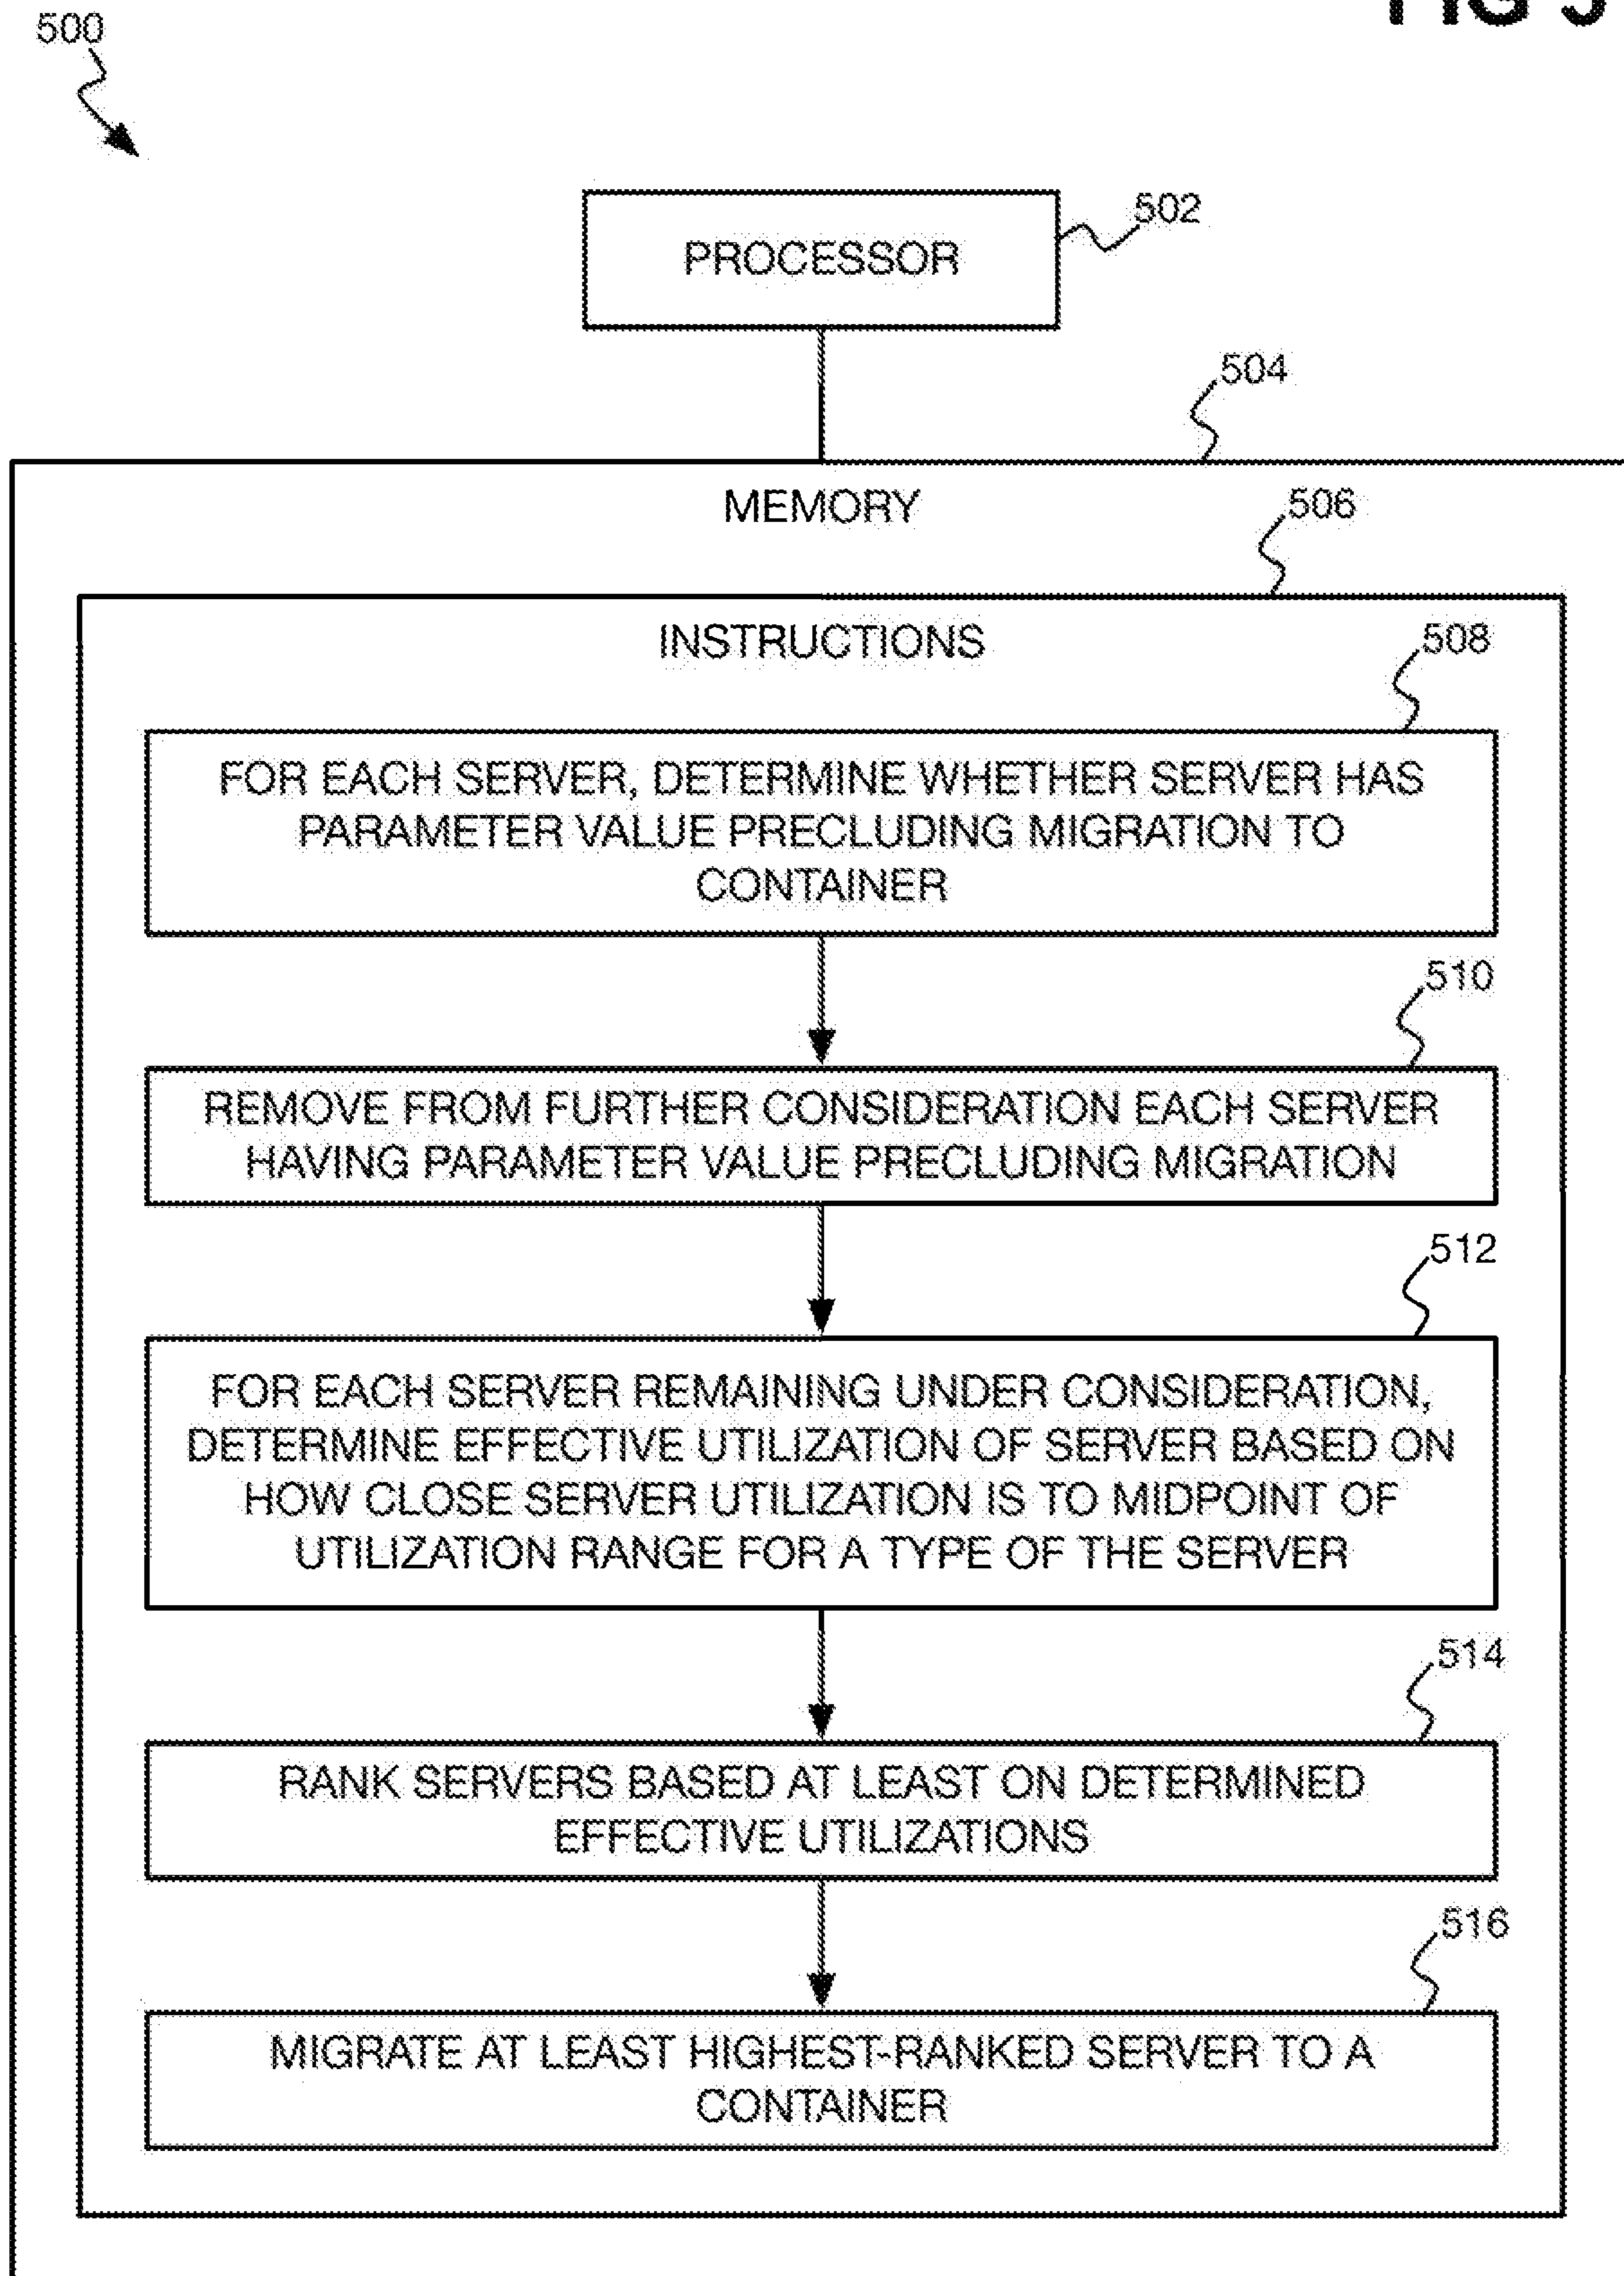 FIG 5
500
502
PROCESSOR
504
MEMORY
506
INSTRUCTIONS
508
FOR EACH SERVER, DETERMINE WHETHER SERVER HAS
PARAMETER VALUE PRECLUDING MIGRATION TO
CONTAINER
510
REMOVE FROM FURTHER CONSIDERATION EACH SERVER
HAVING PARAMETER VALUE PRECLUDING MIGRATION
512
FOR EACH SERVER REMAINING UNDER CONSIDERATION,
DETERMINE EFFECTIVE UTILIZATION OF SERVER BASED ON
HOW CLOSE SERVER UTILIZATION IS TO MIDPOINT OF
UTILIZATION RANGE FOR A TYPE OF THE SERVER
514
RANK SERVERS BASED AT LEAST ON DETERMINED
EFFECTIVE UTILIZATIONS
516
MIGRATE AT LEAST HIGHEST-RANKED SERVER TO A
CONTAINER